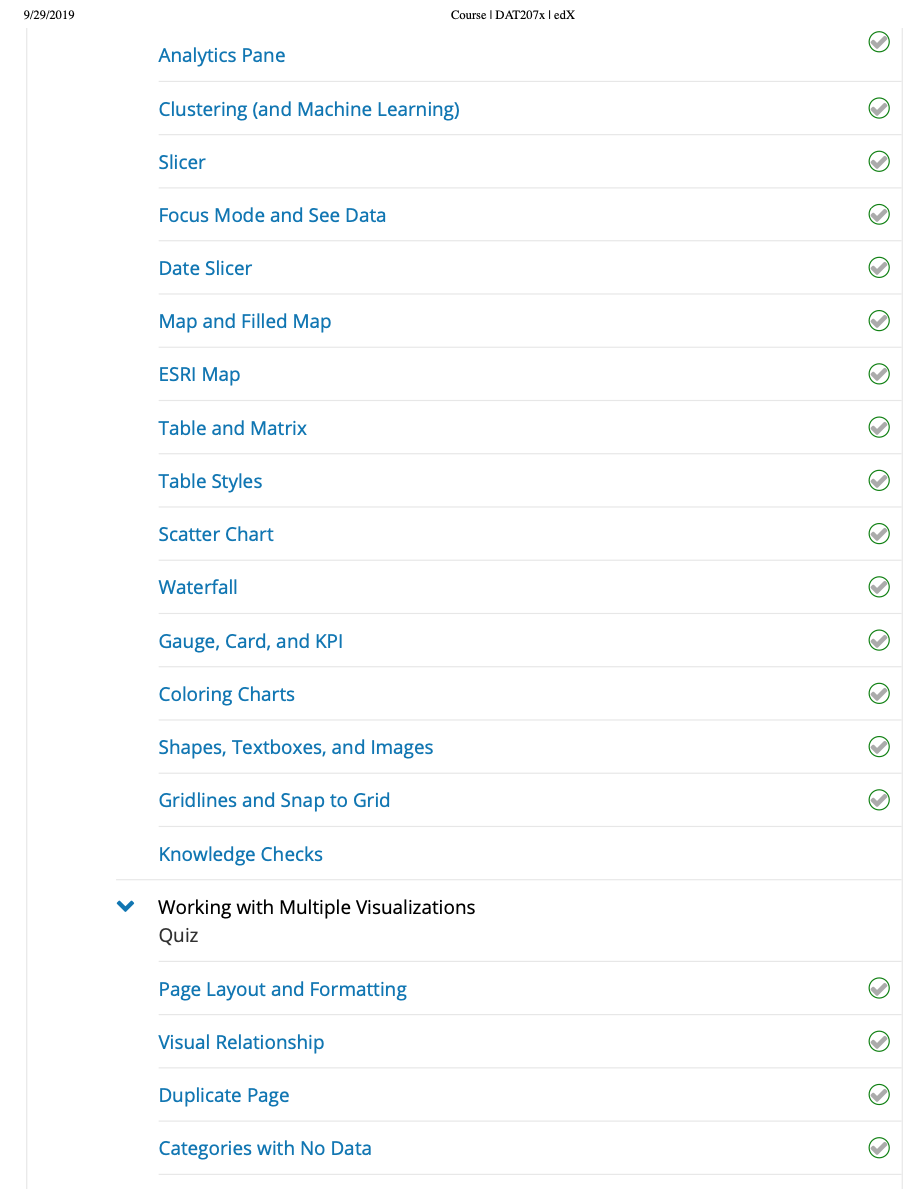 9/29/2019 Course | DAT207x | edX
Analytics Pane
Clustering (and Machine Learning)
Slicer
Focus Mode and See Data
Date Slicer
Map and Filled Map
ESRI Map
Table and Matrix
Table Styles
Scatter Chart
Waterfall
Gauge, Card, and KPI
Coloring Charts
Shapes, Textboxes, and Images
Gridlines and Snap to Grid
Knowledge Checks
Working with Multiple Visualizations
Quiz
Page Layout and Formatting
Visual Relationship
Duplicate Page
Categories with No Data